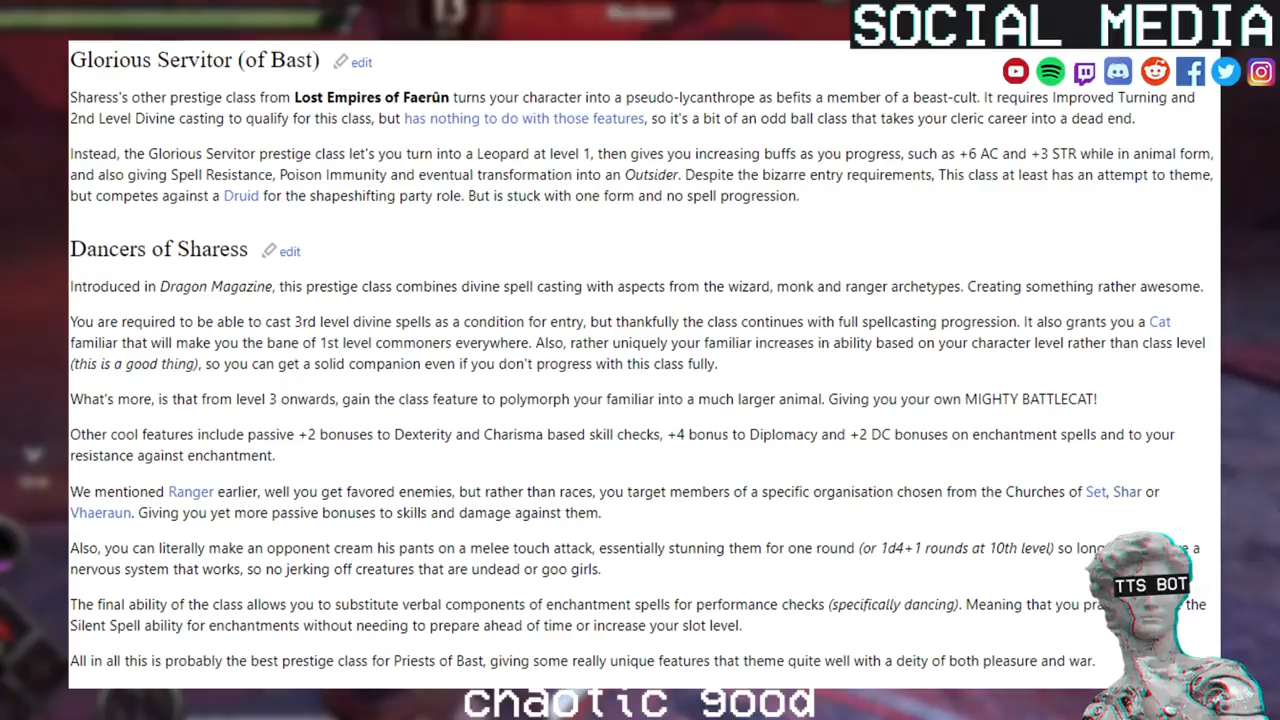 SOCIAL MEDIA
Glorious Servitor (of Bast) edit
Sharess's other prestige class from Lost Empires of Faerûn turns your character into a pseudo-lycanthrope as befits a member of a beast-cult. It requires Improved Turning and
2nd Level Divine casting to qualify for this class, but has nothing to do with those features, so it's a bit of an odd ball class that takes your cleric career into a dead end.
Instead, the Glorious Servitor prestige class let's you turn into a Leopard at level 1, then gives you increasing buffs as you progress, such as +6 AC and +3 STR while in animal form,
and also giving Spell Resistance, Poison Immunity and eventual transformation into an Outsider. Despite the bizarre entry requirements, This class at least has an attempt to theme,
but competes against a Druid for the shapeshifting party role. But is stuck with one form and no spell progression.
Dancers of Sharess edit
Introduced in Dragon Magazine, this prestige class combines divine spell casting with aspects from the wizard, monk and ranger archetypes. Creating something rather awesome.
You are required to be able to cast 3rd level divine spells as a condition for entry, but thankfully the class continues with full spellcasting progression. It also grants you a Cat
familiar that will make you the bane of 1st level commoners everywhere. Also, rather uniquely your familiar increases in ability based on your character level rather than class level
(this is a good thing), so you can get a solid companion even if you don't progress with this class fully.
What's more, is that from level 3 onwards, gain the class feature to polymorph your familiar into a much larger animal. Giving you your own MIGHTY BATTLECAT!
Other cool features include passive +2 bonuses to Dexterity and Charisma based skill checks, +4 bonus to Diplomacy and +2 DC bonuses on enchantment spells and to your
resistance against enchantment.
We mentioned Ranger earlier, well you get favored enemies, but rather than races, you target members of a specific organisation chosen from the Churches of Set, Shar or
Vhaeraun. Giving you yet more passive bonuses to skills and damage against them.
Also, you can literally make an opponent cream his pants on a melee touch attack, essentially stunning them for one round (or 1d4+1 rounds at 10th level) so a
nervous system that works, so no jerking off creatures that are undead or goo girls.
TTS BOT
The final ability of the class allows you to substitute verbal components of enchantment spells for performance checks (specifically dancing). Meaning that you the
Silent Spell ability for enchantments without needing to prepare ahead of time or increase your slot level.
All in all this is probably the best prestige class for Priests of Bast, giving some really unique features that theme quite well with a deity of both pleasure and war.
chaotic good